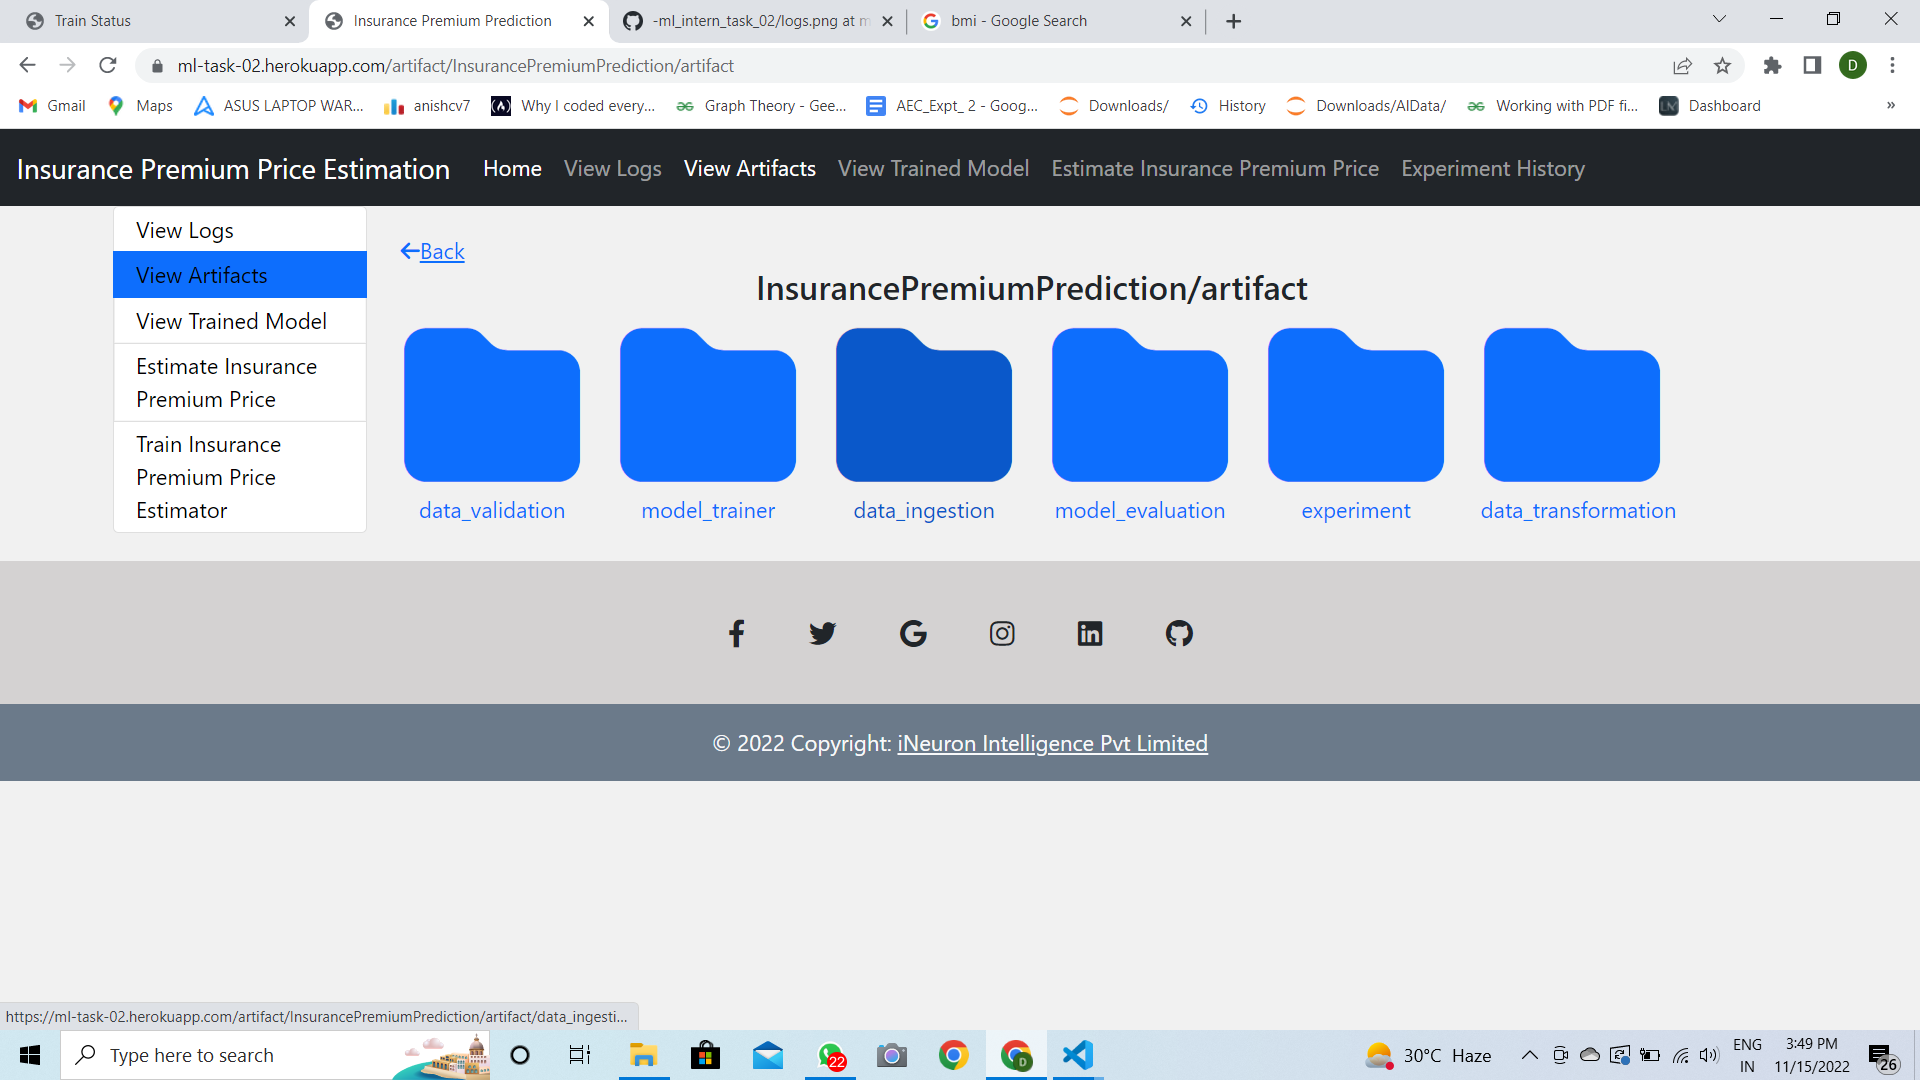 Train Status
Insurance Premium Prediction
-ml_intern_task_02/logs.png at m
bmi - Google Search
ml-task-02.herokuapp.com/artifact/InsurancePremiumPrediction/artifact
D
Gmail
Maps
ASUS LAPTOP WAR...
anishcv7
Why I coded every...
Graph Theory - Gee...
AEC_Expt_ 2 - Goog...
Downloads/
History
Downloads/AIData/
Working with PDF fi...
Dashboard
»
Insurance Premium Price Estimation
Home
View Logs
View Artifacts
View Trained Model
Estimate Insurance Premium Price
Experiment History
View Logs
View Artifacts
View Trained Model
Estimate Insurance
Premium Price
Train Insurance
Premium Price
Estimator
Back
InsurancePremiumPrediction/artifact
data_validation
model_trainer
data_ingestion
model_evaluation
experiment
data_transformation
© 2022 Copyright: iNeuron Intelligence Pvt Limited
https://ml-task-02.herokuapp.com/artifact/InsurancePremiumPrediction/artifact/data_ingesti...
Type here to search
22
D
30°C Haze
ENG
IN
3:49 PM
11/15/2022
26